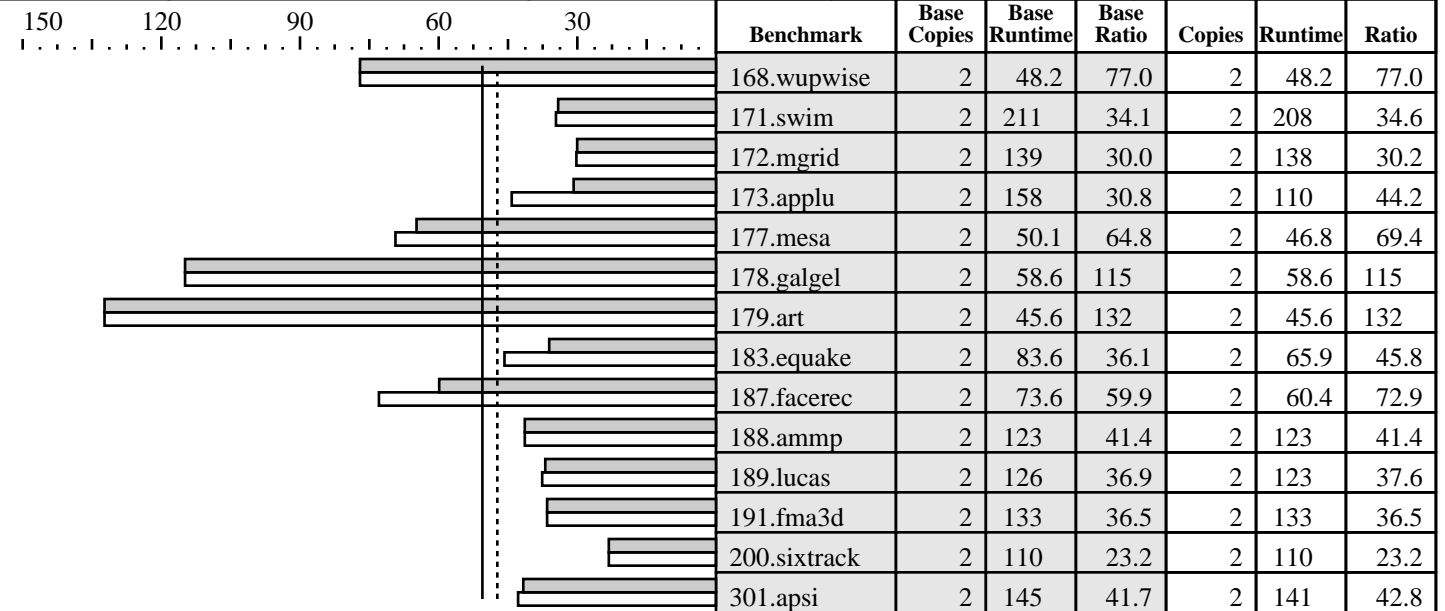 150 120 90 60 30
Benchmark Base Copies Base Runtime Base Ratio Copies Runtime Ratio
168.wupwise 2 48.2 77.0 2 48.2 77.0
171.swim 2 211 34.1 2 208 34.6
172.mgrid 2 139 30.0 2 138 30.2
173.applu 2 158 30.8 2 110 44.2
177.mesa 2 50.1 64.8 2 46.8 69.4
178.galgel 2 58.6 115 2 58.6 115
179.art 2 45.6 132 2 45.6 132
183.equake 2 83.6 36.1 2 65.9 45.8
187.facerec 2 73.6 59.9 2 60.4 72.9
188.ammp 2 123 41.4 2 123 41.4
189.lucas 2 126 36.9 2 123 37.6
191.fma3d 2 133 36.5 2 133 36.5
200.sixtrack 2 110 23.2 2 110 23.2
301.apsi 2 145 41.7 2 141 42.8